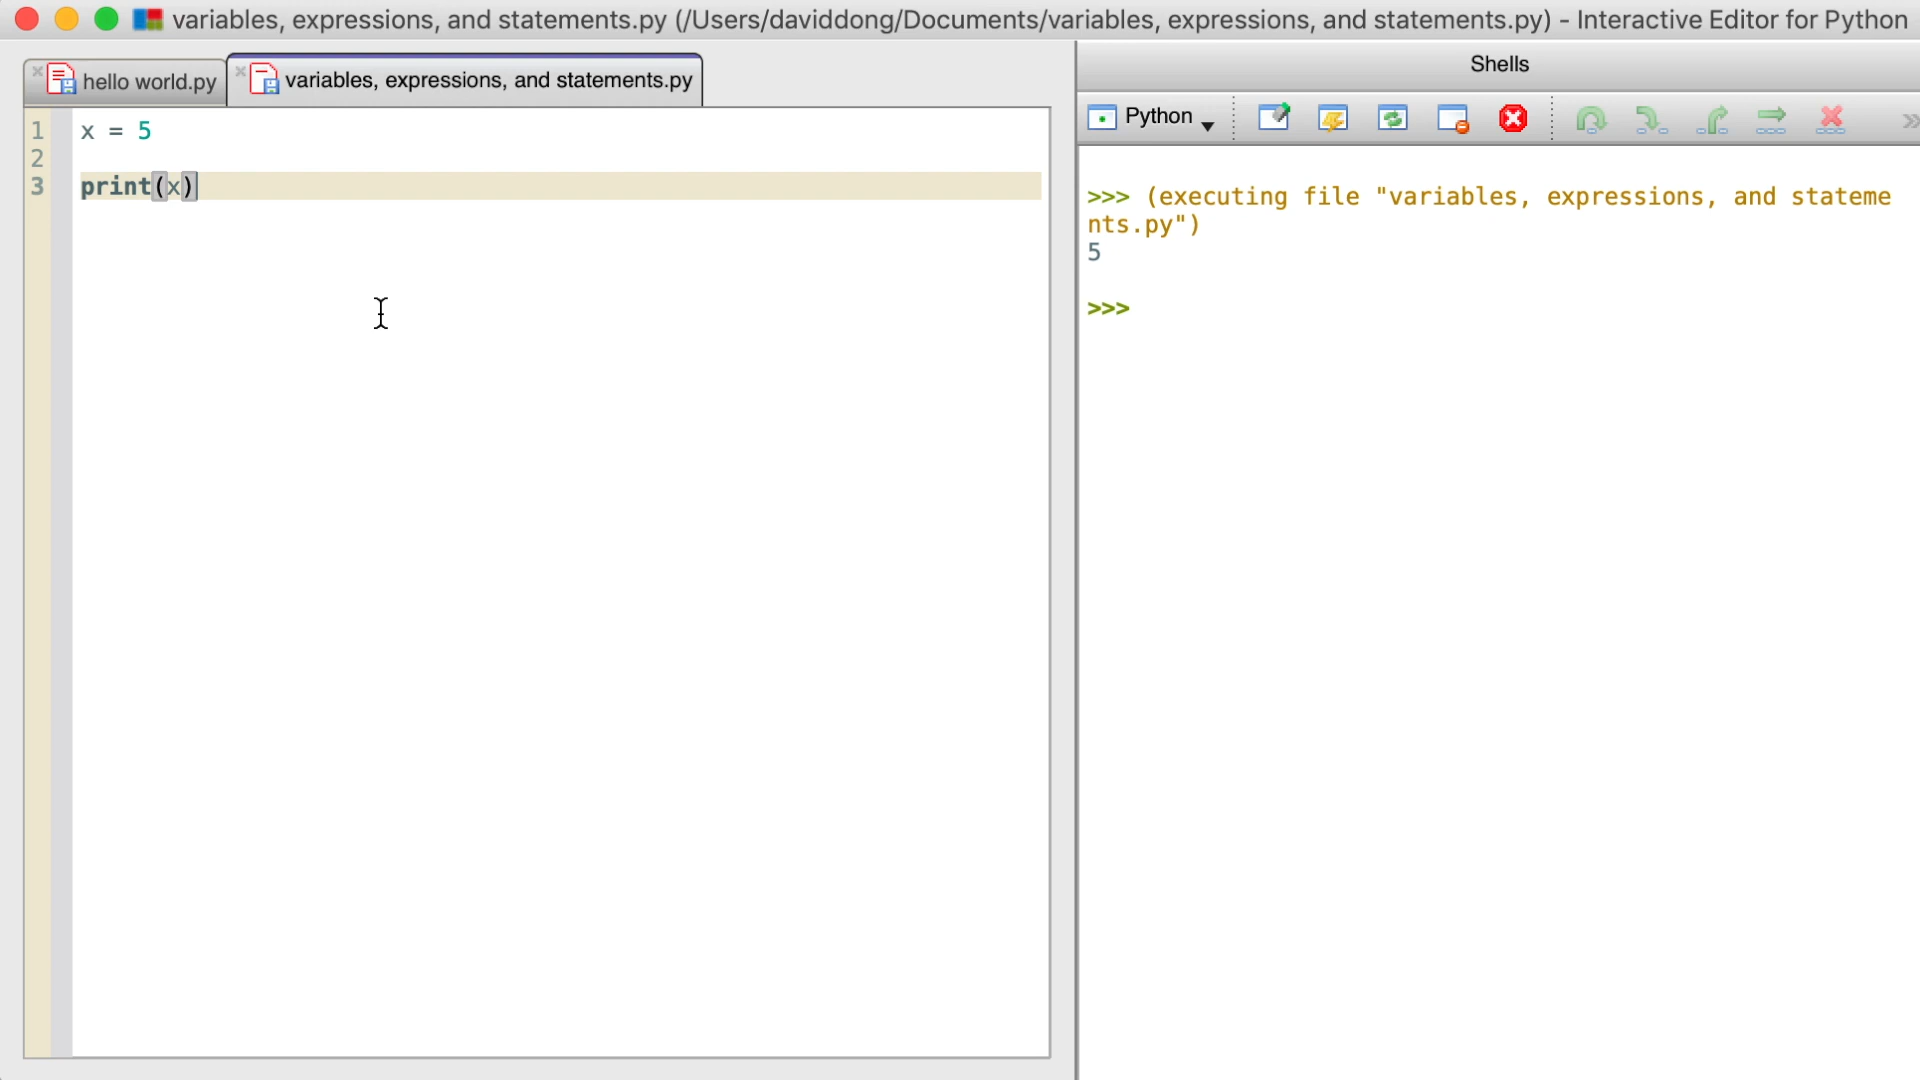 variables, expressions, and statements.py (/Users/daviddong/Documents/variables, expressions, and statements.py) - Interactive Editor for Python
hello world.py
variables, expressions, and statements.py
1 x = 5
2
3 print(x)
Shells
Python
>>> (executing file "variables, expressions, and stateme
nts.py")
5
>>>